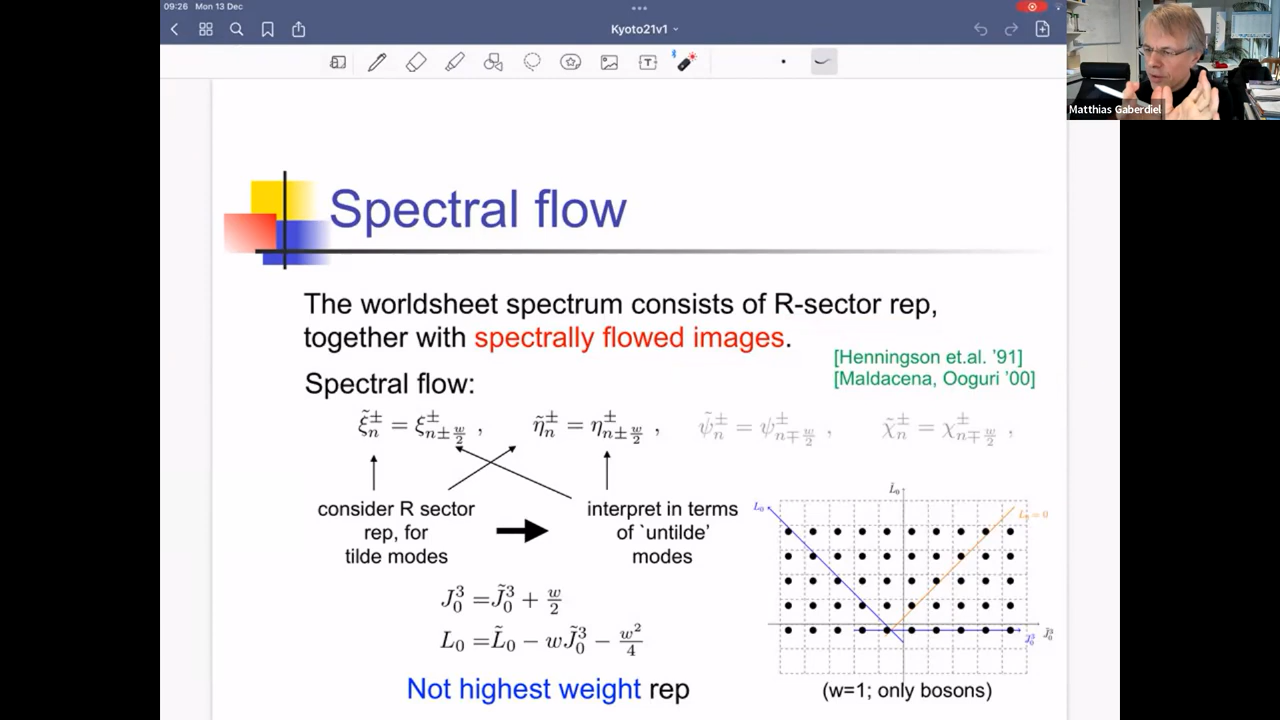 09:26 Mon 13 Dec
Kyoto21v1
Matthias Gaberdiel
Spectral flow
The worldsheet spectrum consists of R-sector rep,
together with spectrally flowed images.
[Henningson et.al. '91]
[Maldacena, Ooguri '00]
Spectral flow:
ξ̃ₙ^± = ξ^±_{n±w/2} , η̃ₙ^± = η^±_{n±w/2} , ψ̃ₙ^± = ψ^±_{n∓w/2} , χ̃ₙ^± = χ^±_{n∓w/2} ,
consider R sector
rep, for
tilde modes
interpret in terms
of `untilde'
modes
J₀³ = J̃₀³ + w/2
L₀ = L̃₀ − wJ̃₀³ − w²/4
Not highest weight rep
L̃₀
L₀
L₀ = 0
J₀³
J̃₀³
(w=1; only bosons)